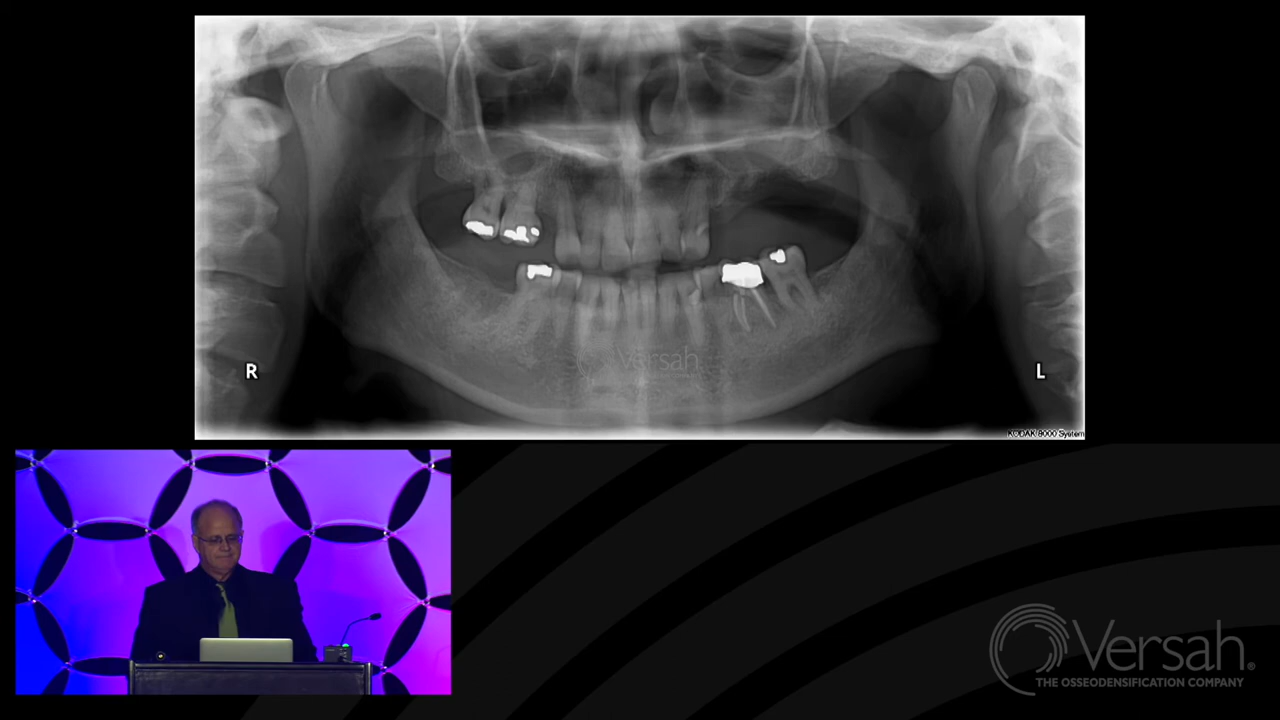 R
L
Versah
KODAK 8000 System
Versah®
THE OSSEODENSIFICATION COMPANY